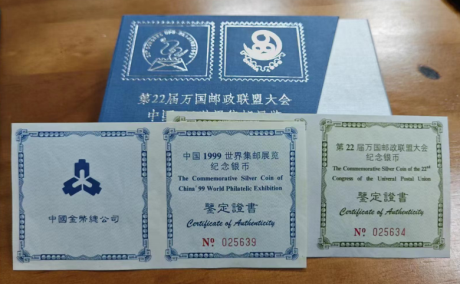 第22届万国邮政联盟大会
中國金幣總公司
中国1999世界集邮展览
纪念银币
The Commemorative Silver Coin of
China'99 World Philatelic Exhibition
鉴定證書
Certificate of Authenticity
№ 025639
第22届万国邮政联盟大会
纪念银币
The Commemorative Silver Coin of the 22nd
Congress of the Universal Postal Union
鉴定證書
Certificate of Authenticity
№ 025634